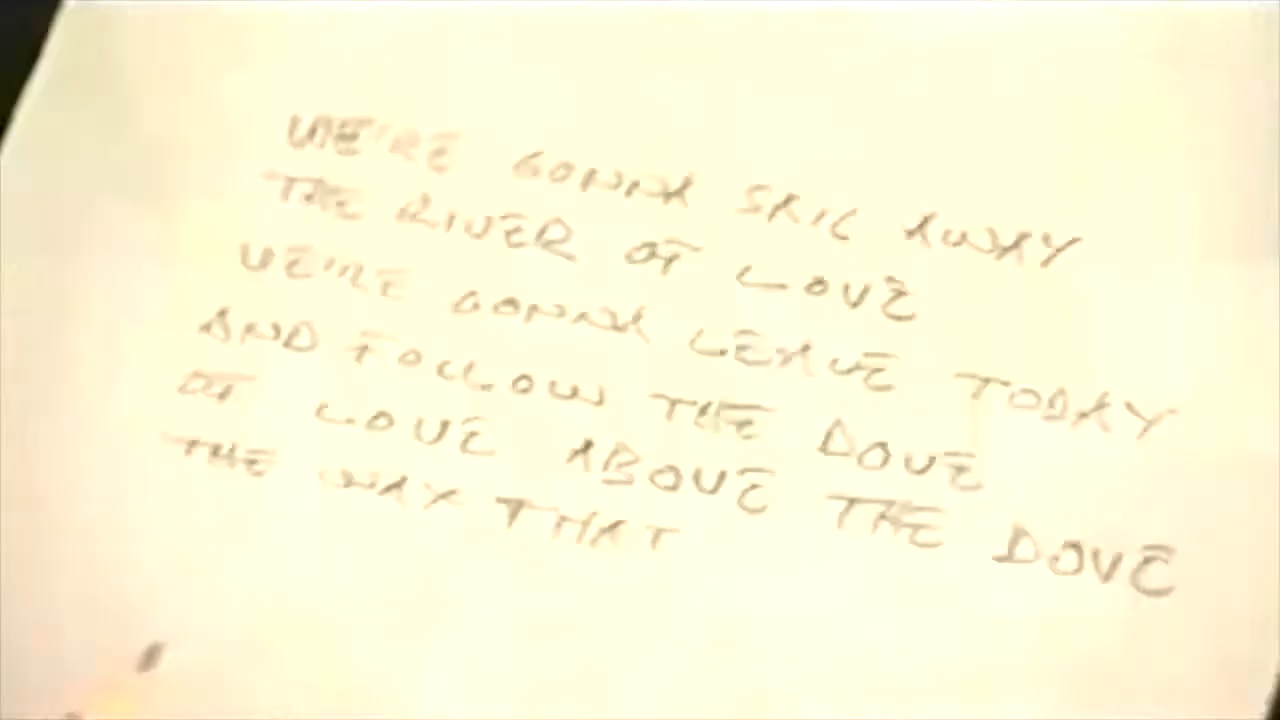 WE'RE GONNA SAIL AWAY
THE RIVER OF LOVE
WE'RE GONNA LEAVE TODAY
AND FOLLOW THE DOVE
OF LOVE ABOVE THE DOVE
THE WAY THAT